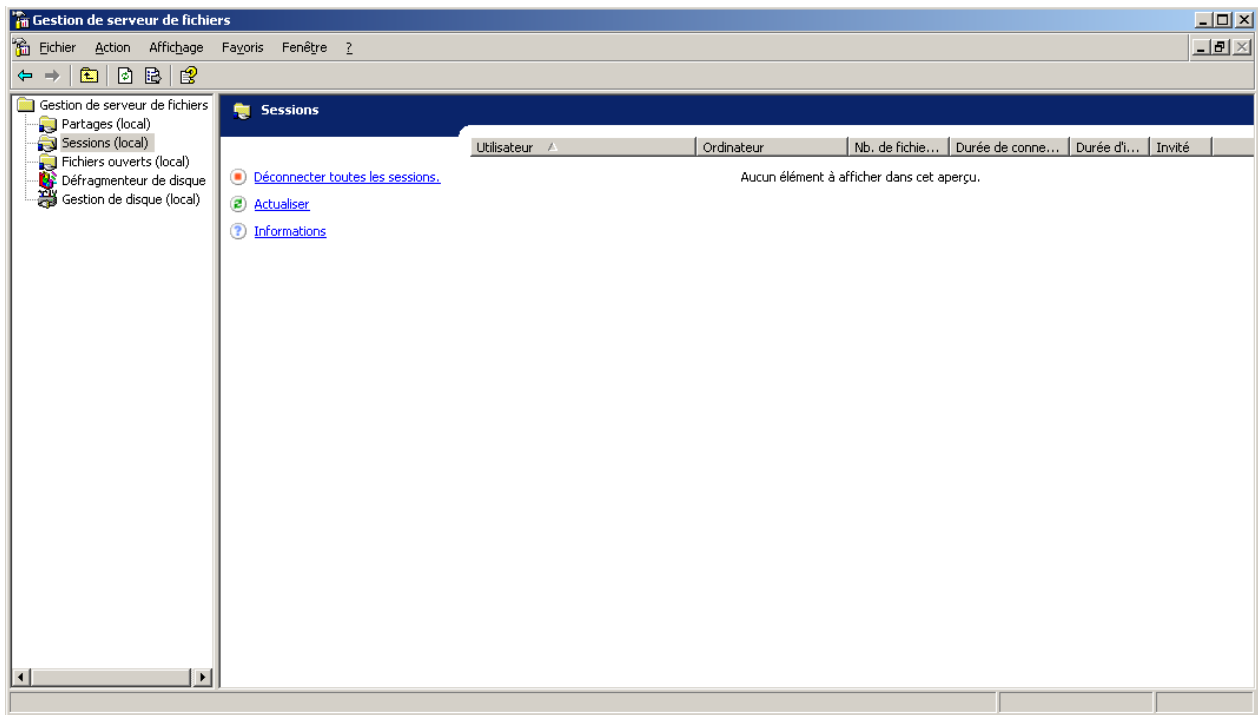 Gestion de serveur de fichiers
Fichier Action Affichage Favoris Fenêtre ?
Gestion de serveur de fichiers
Partages (local)
Sessions (local)
Fichiers ouverts (local)
Défragmenteur de disque
Gestion de disque (local)
Sessions
Utilisateur Ordinateur Nb. de fichie... Durée de conne... Durée d'i... Invité
Déconnecter toutes les sessions.
Actualiser
Informations
Aucun élément à afficher dans cet aperçu.